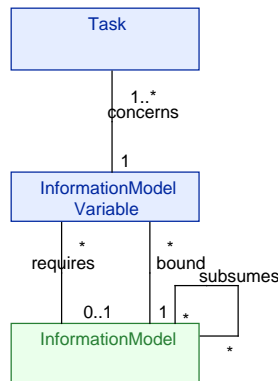 Task
1..*
concerns
1
InformationModel
Variable
* *
requires bound
subsumes
0..1 1 *
*
InformationModel